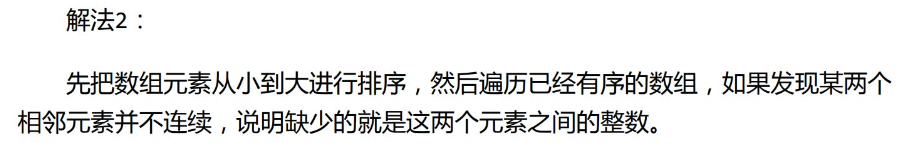 解法2：
先把数组元素从小到大进行排序，然后遍历已经有序的数组，如果发现某两个
相邻元素并不连续，说明缺少的就是这两个元素之间的整数。